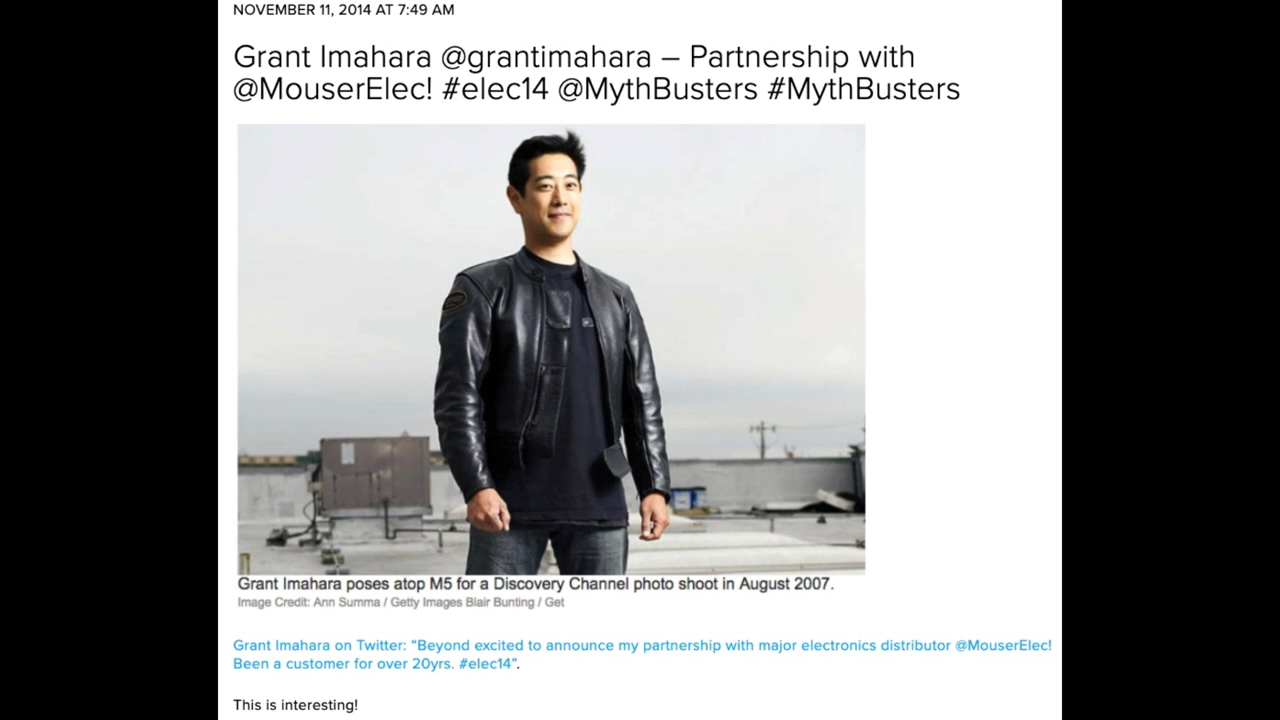 NOVEMBER 11, 2014 AT 7:49 AM
Grant Imahara @grantimahara – Partnership with
@MouserElec! #elec14 @MythBusters #MythBusters
Grant Imahara poses atop M5 for a Discovery Channel photo shoot in August 2007.
Image Credit: Ann Summa / Getty Images Blair Bunting / Get
Grant Imahara on Twitter: “Beyond excited to announce my partnership with major electronics distributor @MouserElec!
Been a customer for over 20yrs. #elec14”.
This is interesting!